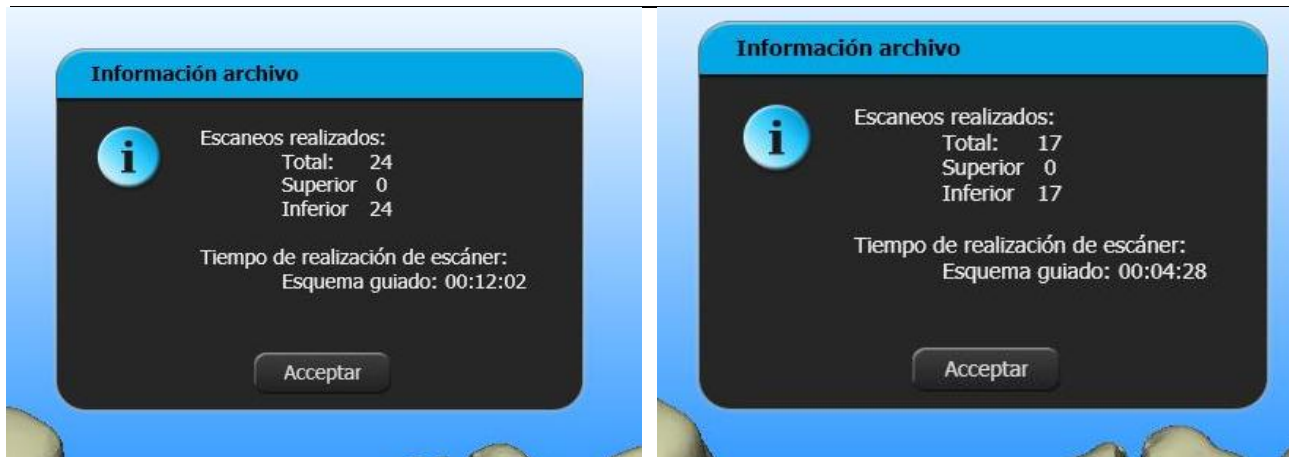 Información archivo
Escaneos realizados:
Total: 24
Superior 0
Inferior 24
Tiempo de realización de escáner:
Esquema guiado: 00:12:02
Acceptar
Información archivo
Escaneos realizados:
Total: 17
Superior 0
Inferior 17
Tiempo de realización de escáner:
Esquema guiado: 00:04:28
Acceptar